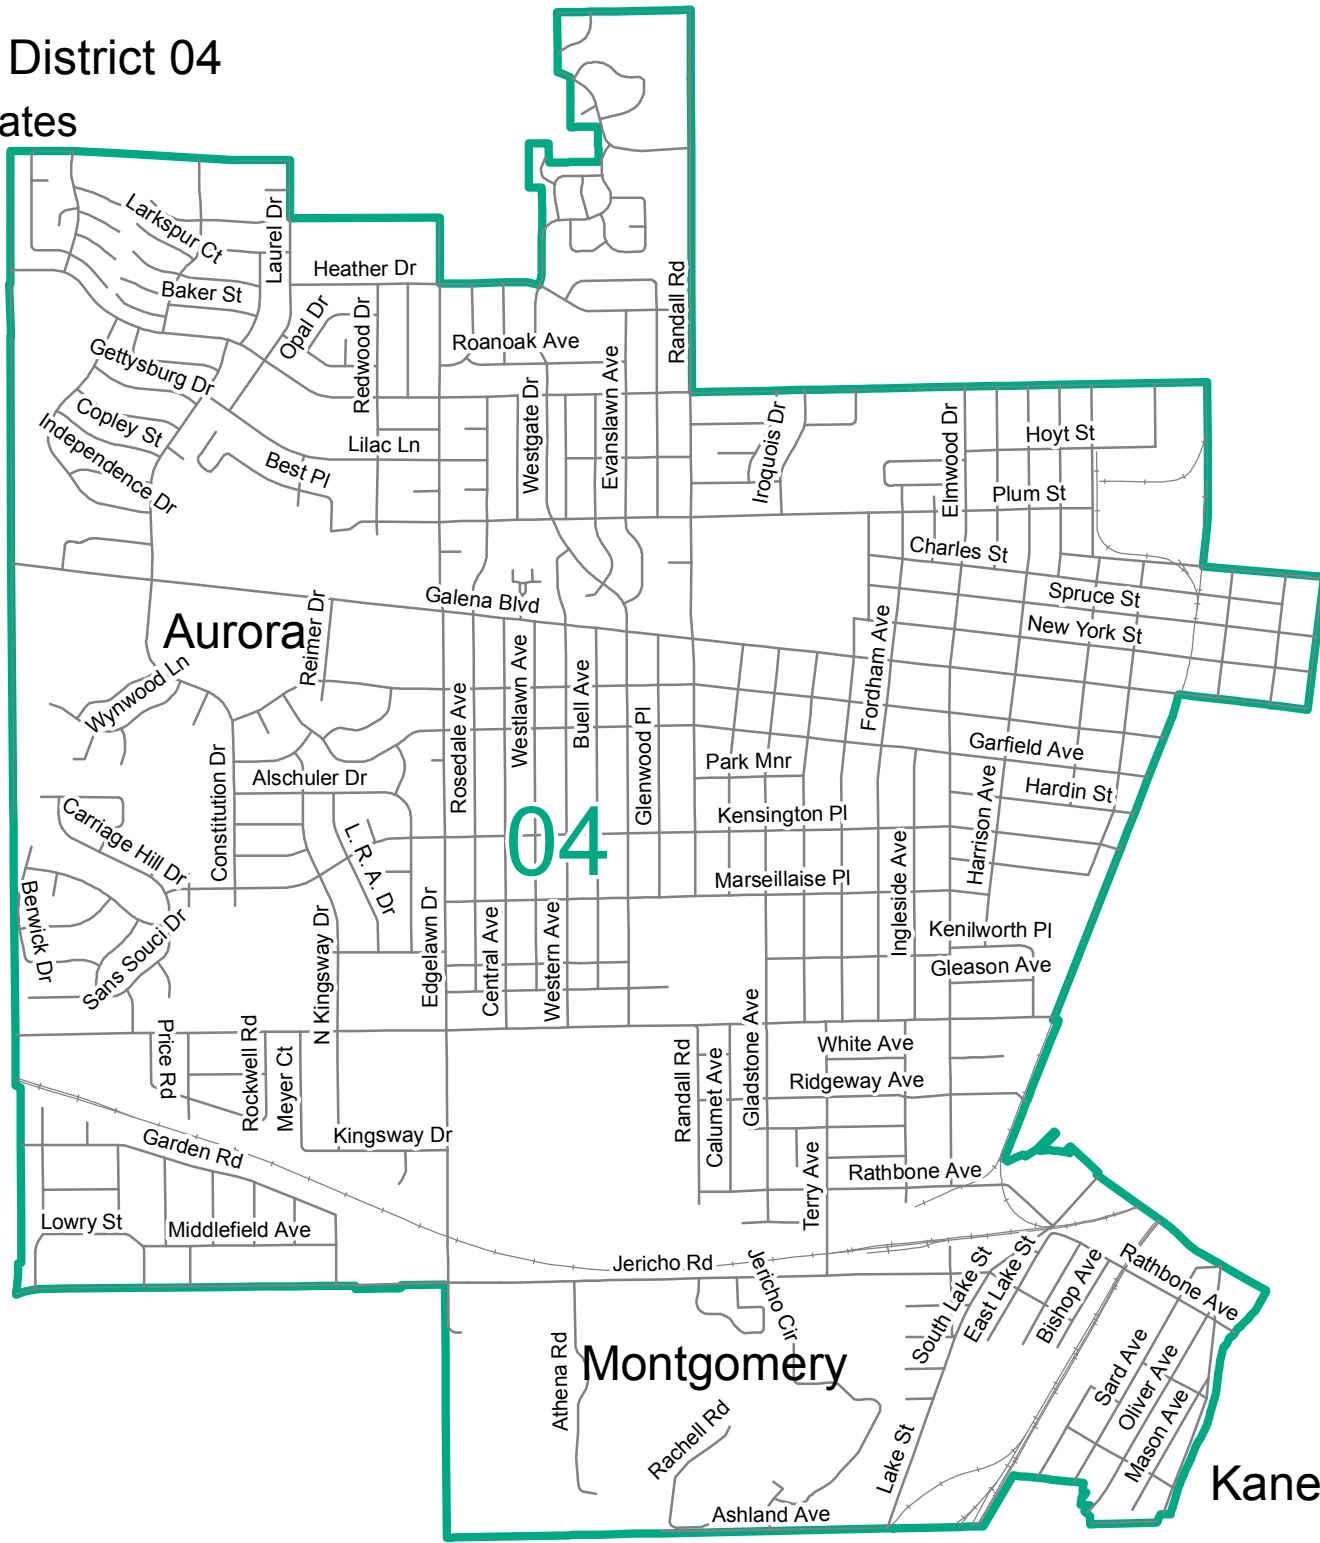 District 04
ates
Larkspur Ct
Laurel Dr
Heather Dr
Baker St
Opal Dr
Redwood Dr
Roanoak Ave
Randall Rd
Gettysburg Dr
Evanslawn Ave
Westgate Dr
Copley St
Independence Dr
Lilac Ln
Best Pl
Iroquois Dr
Elmwood Dr
Hoyt St
Plum St
Charles St
Spruce St
New York St
Galena Blvd
Aurora
Reimer Dr
Wynwood Ln
Fordham Ave
Rosedale Ave
Westlawn Ave
Buell Ave
Glenwood Pl
Constitution Dr
Alschuler Dr
Park Mnr
Garfield Ave
Hardin St
Harrison Ave
Carriage Hill Dr
L. R. A. Dr
04
Kensington Pl
Marseillaise Pl
Ingleside Ave
Berwick Dr
Sans Souci Dr
N Kingsway Dr
Edgelawn Dr
Central Ave
Western Ave
Kenilworth Pl
Gleason Ave
Price Rd
Rockwell Rd
Meyer Ct
Randall Rd
Calumet Ave
Gladstone Ave
White Ave
Ridgeway Ave
Kingsway Dr
Garden Rd
Terry Ave
Rathbone Ave
Lowry St
Middlefield Ave
Jericho Rd
Jericho Cir
South Lake St
East Lake St
Bishop Ave
Rathbone Ave
Athena Rd
Montgomery
Sard Ave
Oliver Ave
Mason Ave
Rachell Rd
Lake St
Ashland Ave
Kane